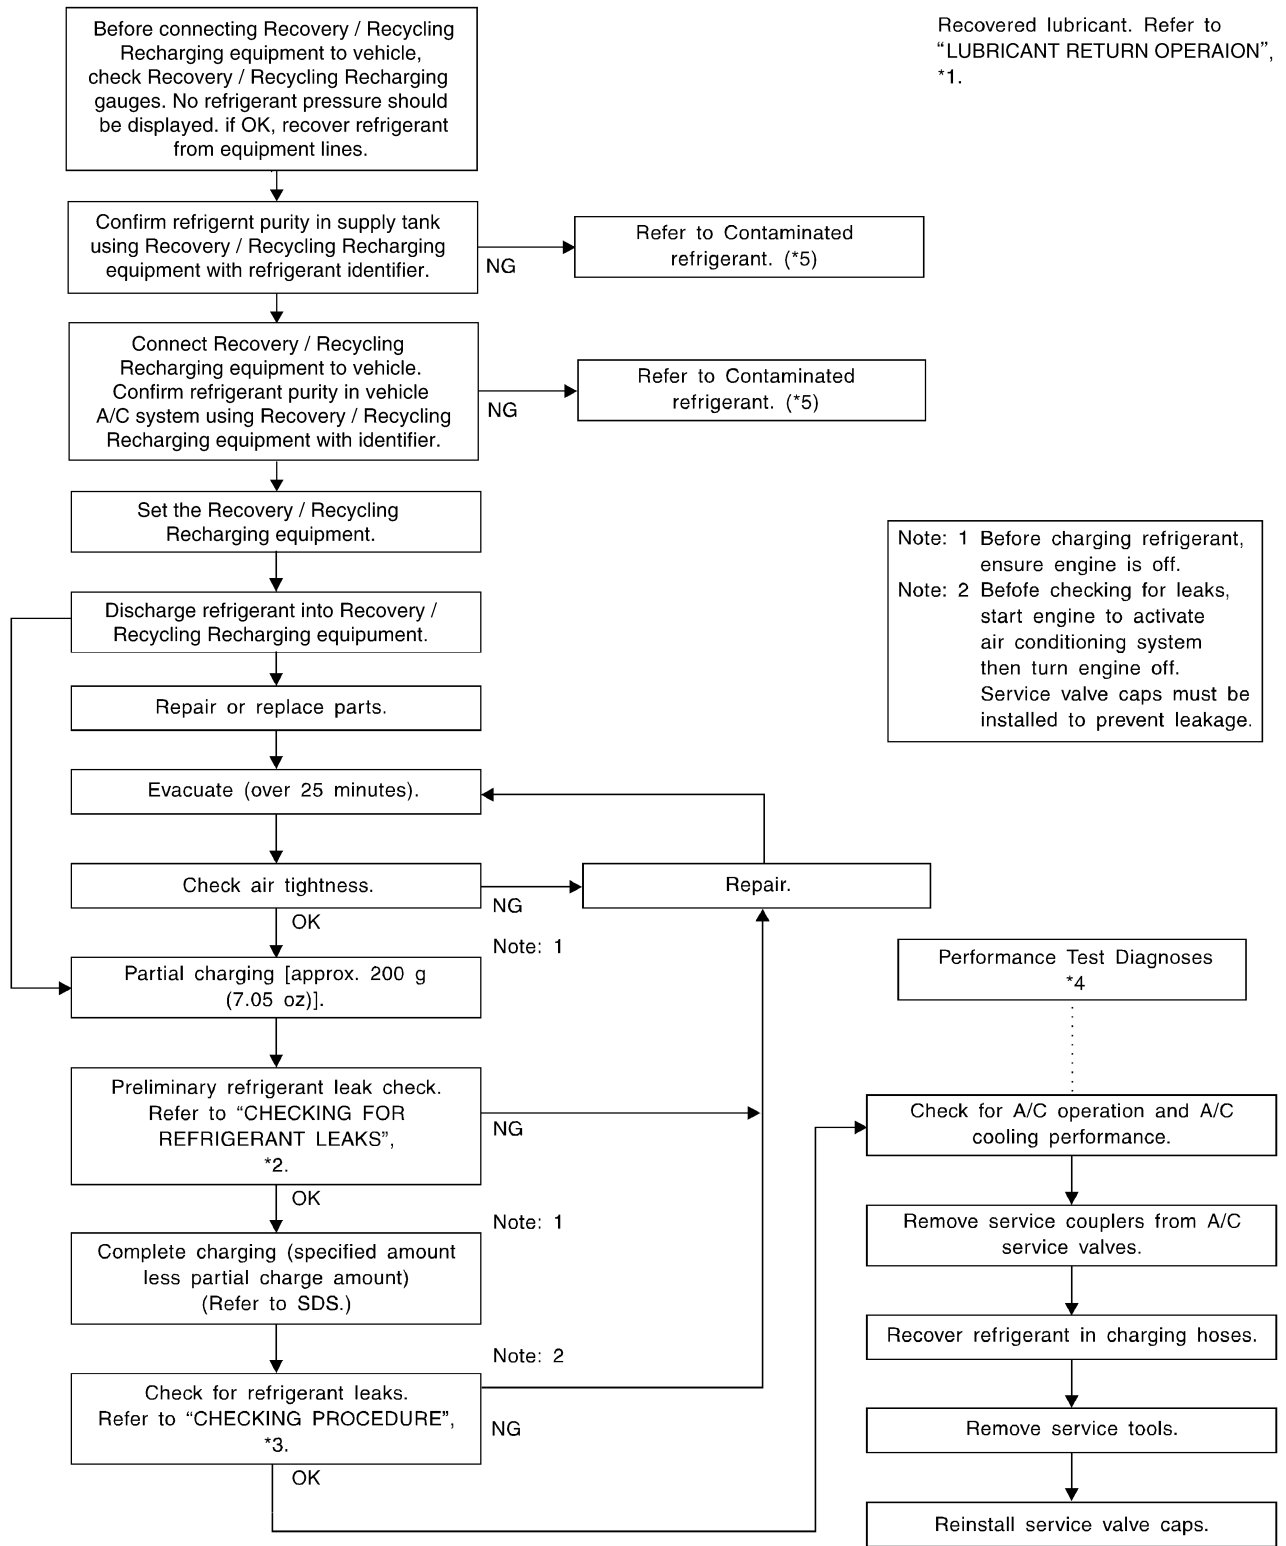 Before connecting Recovery / Recycling
Recharging equipment to vehicle,
check Recovery / Recycling Recharging
gauges. No refrigerant pressure should
be displayed. if OK, recover refrigerant
from equipment lines.
Recovered lubricant. Refer to
“LUBRICANT RETURN OPERAION”,
*1.
Confirm refrigernt purity in supply tank
using Recovery / Recycling Recharging
equipment with refrigerant identifier.
NG
Refer to Contaminated
refrigerant. (*5)
Connect Recovery / Recycling
Recharging equipment to vehicle.
Confirm refrigerant purity in vehicle
A/C system using Recovery / Recycling
Recharging equipment with identifier.
NG
Refer to Contaminated
refrigerant. (*5)
Set the Recovery / Recycling
Recharging equipment.
Note: 1 Before charging refrigerant,
ensure engine is off.
Note: 2 Befofe checking for leaks,
start engine to activate
air conditioning system
then turn engine off.
Service valve caps must be
installed to prevent leakage.
Discharge refrigerant into Recovery /
Recycling Recharging equipument.
Repair or replace parts.
Evacuate (over 25 minutes).
Check air tightness.
NG
Repair.
OK
Note: 1
Partial charging [approx. 200 g
(7.05 oz)].
Preliminary refrigerant leak check.
Refer to “CHECKING FOR
REFRIGERANT LEAKS”,
*2.
NG
OK
Note: 1
Complete charging (specified amount
less partial charge amount)
(Refer to SDS.)
Note: 2
Check for refrigerant leaks.
Refer to “CHECKING PROCEDURE”,
*3.
NG
OK
Performance Test Diagnoses
*4
Check for A/C operation and A/C
cooling performance.
Remove service couplers from A/C
service valves.
Recover refrigerant in charging hoses.
Remove service tools.
Reinstall service valve caps.